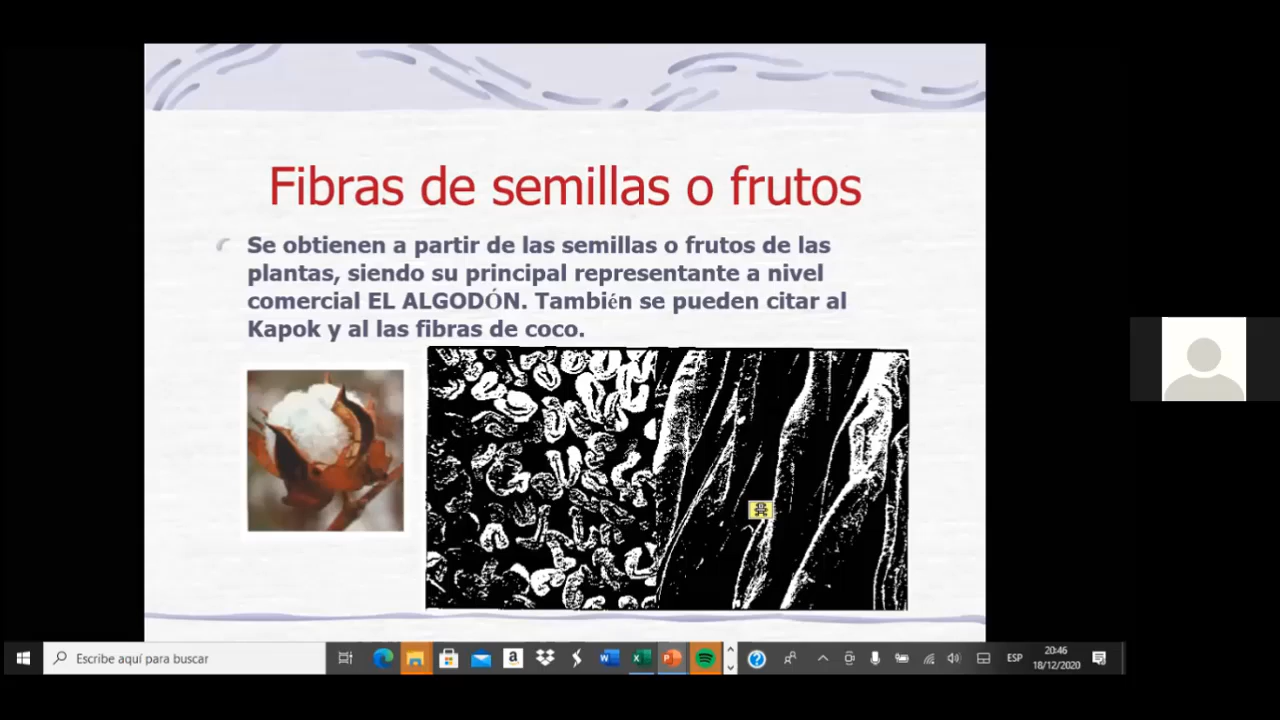 Fibras de semillas o frutos
Se obtienen a partir de las semillas o frutos de las
plantas, siendo su principal representante a nivel
comercial EL ALGODÓN. También se pueden citar al
Kapok y al las fibras de coco.
Escribe aquí para buscar
ESP
20:46
18/12/2020